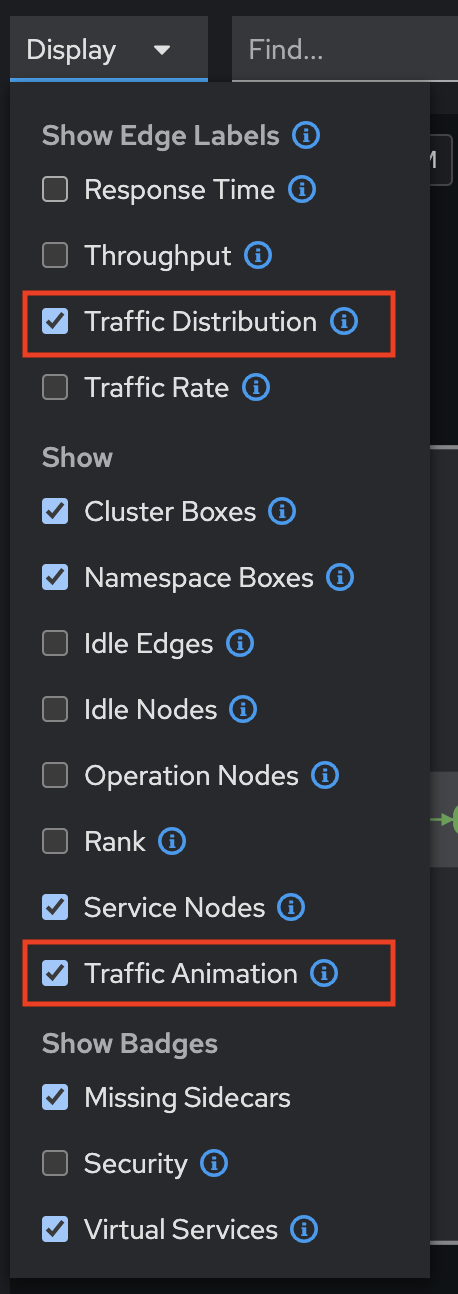 Display
Find...
Show Edge Labels
Response Time
Throughput
Traffic Distribution
Traffic Rate
Show
Cluster Boxes
Namespace Boxes
Idle Edges
Idle Nodes
Operation Nodes
Rank
Service Nodes
Traffic Animation
Show Badges
Missing Sidecars
Security
Virtual Services